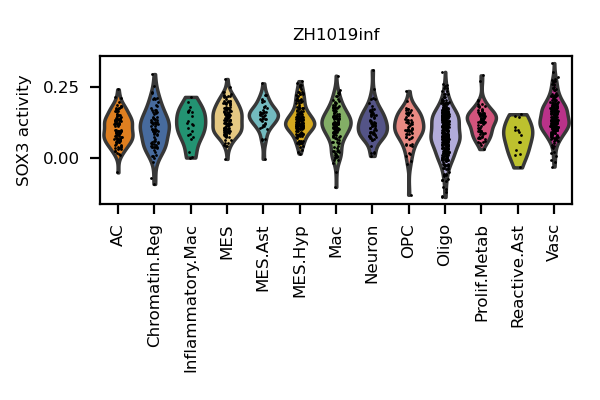 ZH1019inf
SOX3 activity
0.25
0.00
AC
Chromatin.Reg
Inflammatory.Mac
MES
MES.Ast
MES.Hyp
Mac
Neuron
OPC
Oligo
Prolif.Metab
Reactive.Ast
Vasc